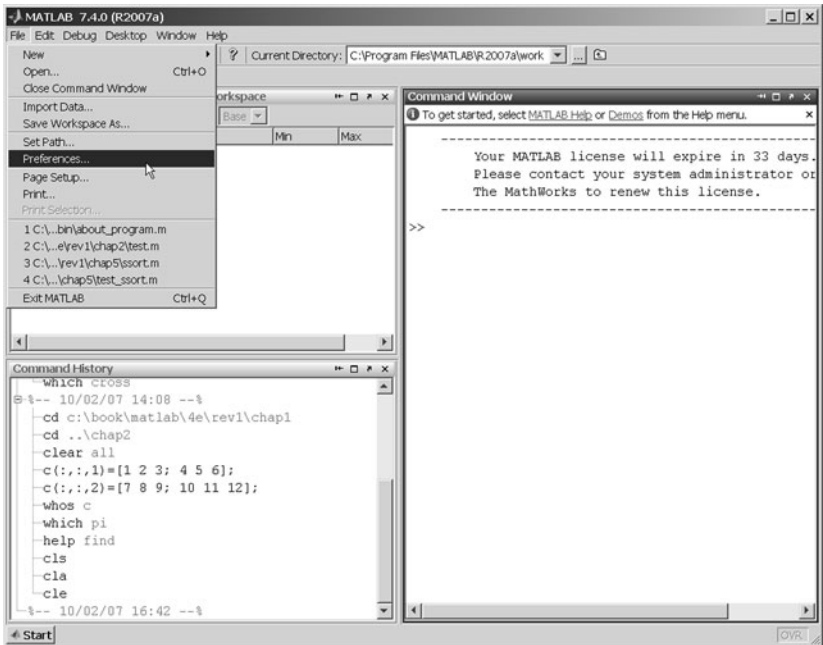 MATLAB 7.4.0 (R2007a)
File Edit Debug Desktop Window Help
Current Directory: C:\Program Files\MATLAB\R2007a\work
New
Open... Ctrl+O
Close Command Window
Import Data...
Save Workspace As...
Set Path...
Preferences...
Page Setup...
Print...
Print Selection...
1 C:\...bin\about_program.m
2 C:\...e\rev1\chap2\test.m
3 C:\...\rev1\chap5\ssort.m
4 C:\...\chap5\test_ssort.m
Exit MATLAB Ctrl+Q
orkspace
Base
Min Max
Command History
which cross
%-- 10/02/07 14:08 --%
cd c:\book\matlab\4e\rev1\chap1
cd ..\chap2
clear all
c(:,:,1)=[1 2 3; 4 5 6];
c(:,:,2)=[7 8 9; 10 11 12];
whos c
which pi
help find
cls
cla
cle
%-- 10/02/07 16:42 --%
Command Window
To get started, select MATLAB Help or Demos from the Help menu.
----------------------------------------
Your MATLAB license will expire in 33 days.
Please contact your system administrator or
The MathWorks to renew this license.
----------------------------------------
>>
Start
OVR